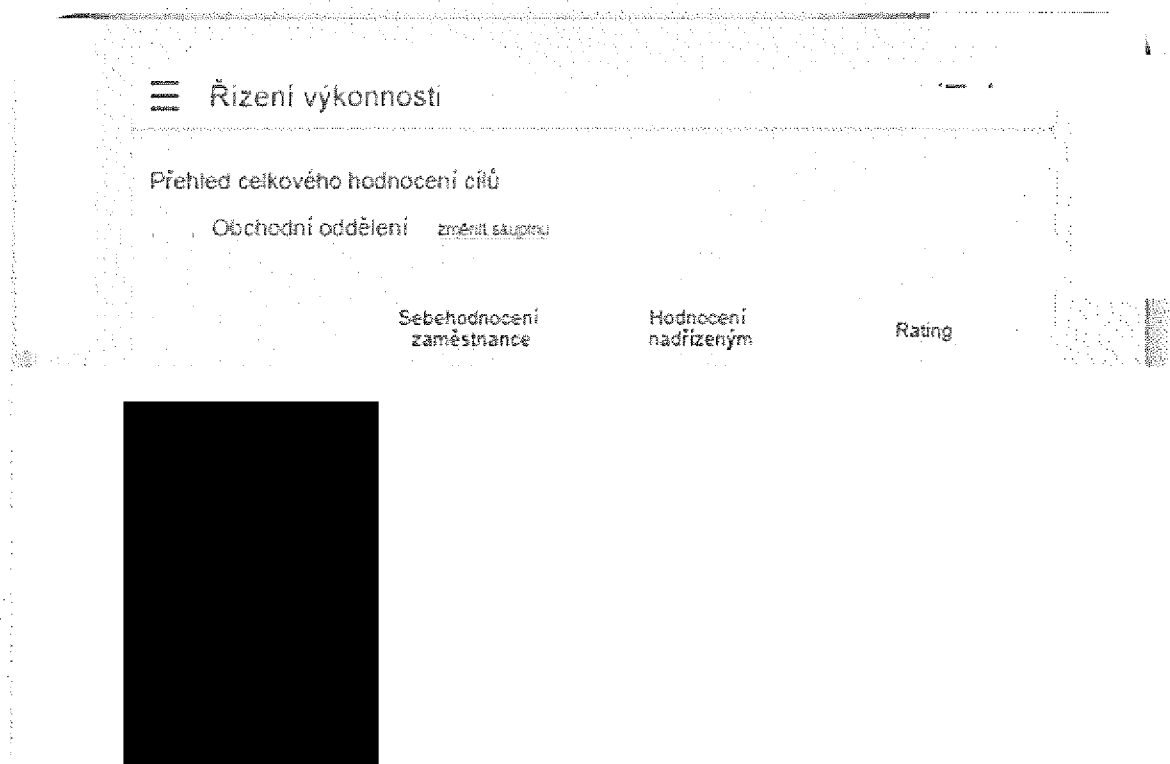 Řízení výkonnosti
Přehled celkového hodnocení cílů
Obchodní oddělení změnit skupinu
Sebehodnocení
zaměstnance
Hodnocení
nadřízeným
Rating